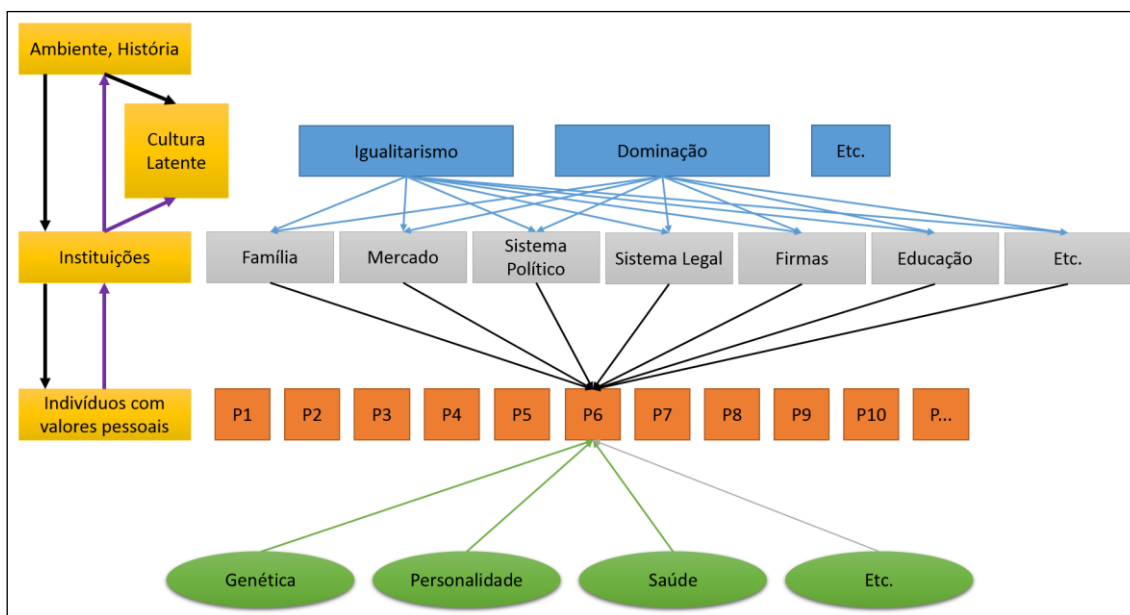 Ambiente, História
Cultura
Latente
Igualitarismo
Dominação
Etc.
Instituições
Família
Mercado
Sistema
Político
Sistema Legal
Firmas
Educação
Etc.
Indivíduos com
valores pessoais
P1
P2
P3
P4
P5
P6
P7
P8
P9
P10
P...
Genética
Personalidade
Saúde
Etc.